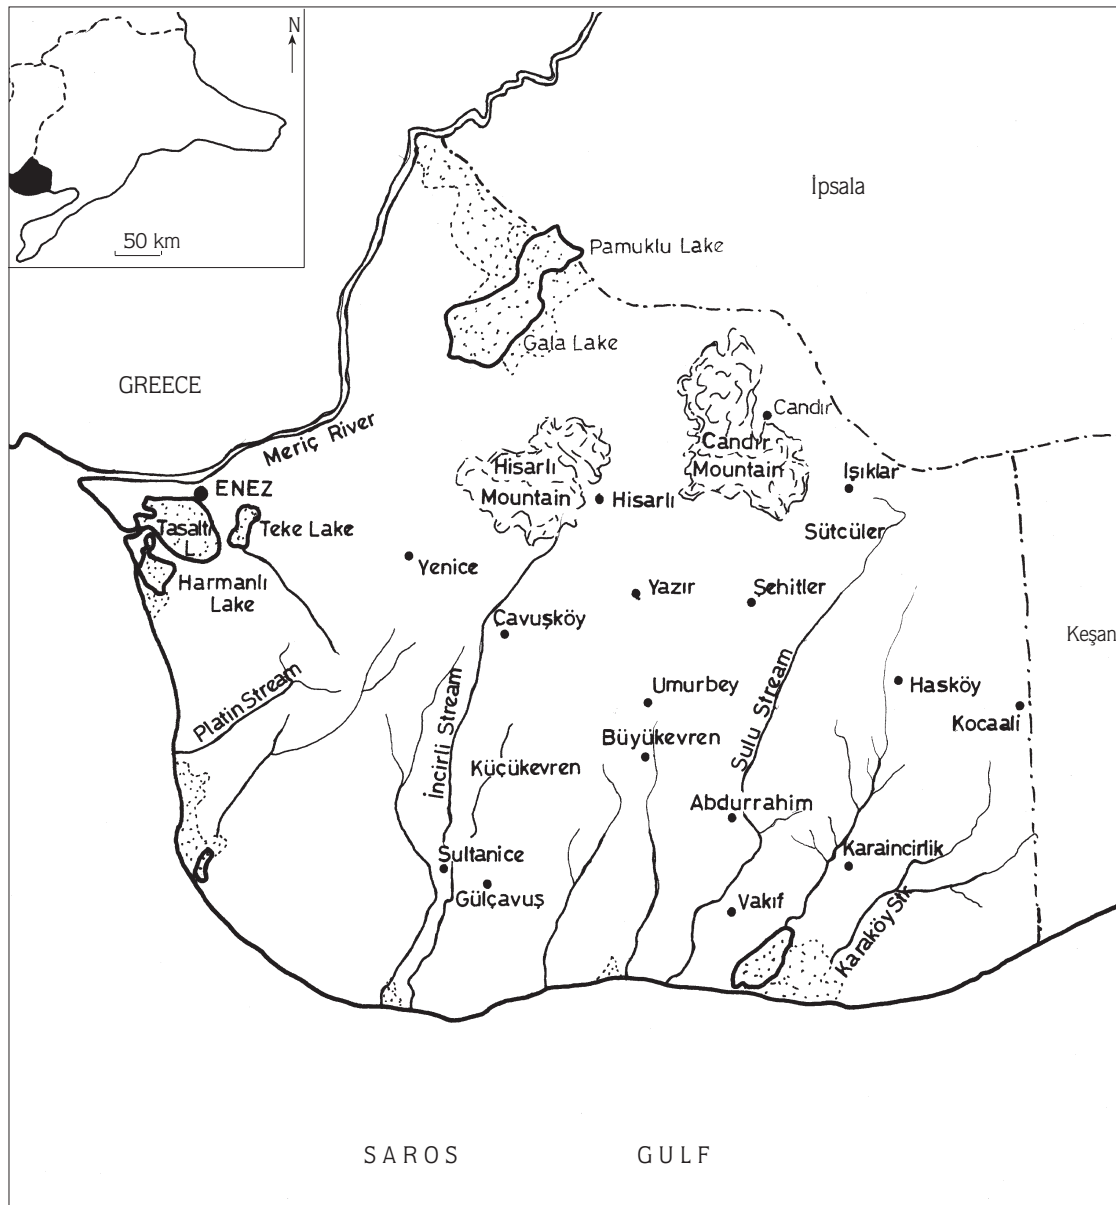 N
50 km
İpsala
Pamuklu Lake
Gala Lake
GREECE
Meriç River
Candır
Candır
Mountain
Hisarlı
Mountain
Hisarlı
Işıklar
ENEZ
Tasaltı
L.
Teke Lake
Sütcüler
Harmanlı
Lake
Yenice
Yazır
Şehitler
Çavuşköy
Keşan
Platin Stream
İncirli Stream
Umurbey
Sulu Stream
Hasköy
Kocaali
Büyükevren
Küçükevren
Abdurrahim
Sultanice
Karaincirlik
Gülçavuş
Vakıf
Karaköy Str.
SAROS GULF